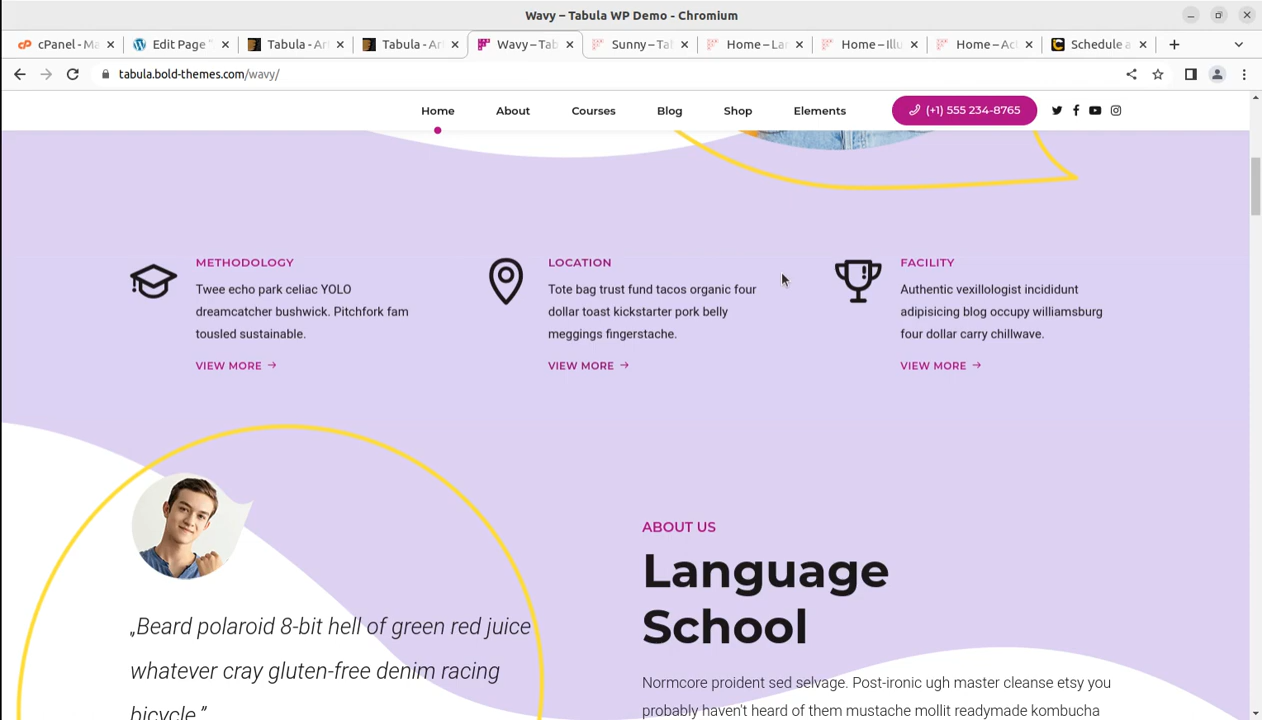 Wavy – Tabula WP Demo - Chromium
cPanel - Ma
Edit Page "
Tabula - Art
Tabula - Art
Wavy – Tab
Sunny – Tab
Home – Lan
Home – Illu
Home – Ac
Schedule a
tabula.bold-themes.com/wavy/
Home
About
Courses
Blog
Shop
Elements
(+1) 555 234-8765
METHODOLOGY
Twee echo park celiac YOLO
dreamcatcher bushwick. Pitchfork fam
tousled sustainable.
VIEW MORE →
LOCATION
Tote bag trust fund tacos organic four
dollar toast kickstarter pork belly
meggings fingerstache.
VIEW MORE →
FACILITY
Authentic vexillologist incididunt
adipisicing blog occupy williamsburg
four dollar carry chillwave.
VIEW MORE →
„Beard polaroid 8-bit hell of green red juice
whatever cray gluten-free denim racing
bicycle.”
ABOUT US
Language
School
Normcore proident sed selvage. Post-ironic ugh master cleanse etsy you
probably haven't heard of them mustache mollit readymade kombucha